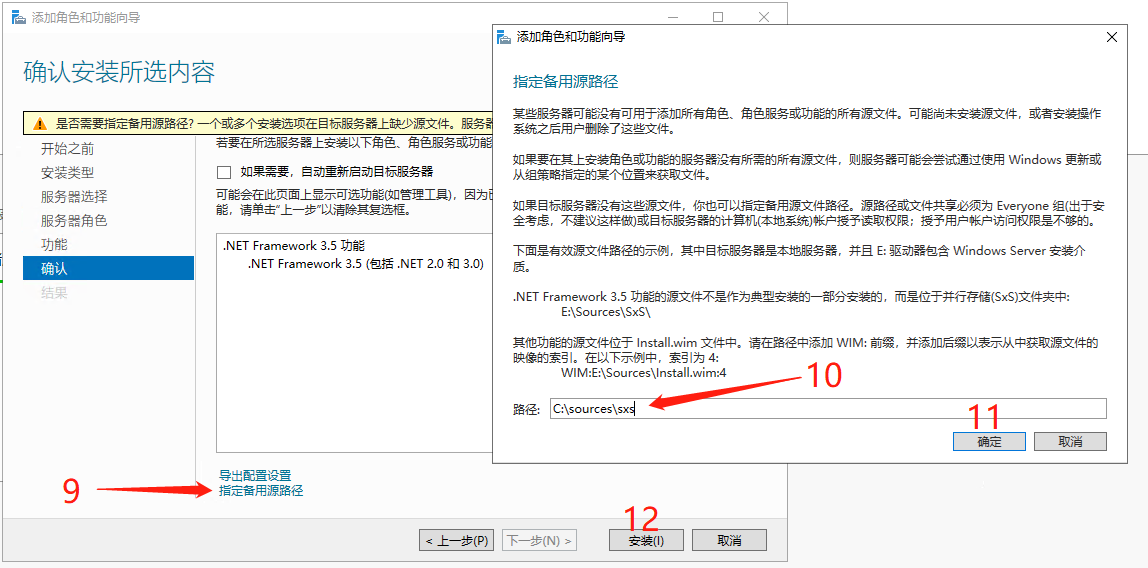 添加角色和功能向导
确认安装所选内容
是否需要指定备用源路径? 一个或多个安装选项在目标服务器上缺少源文件。服务器
开始之前
安装类型
服务器选择
服务器角色
功能
确认
结果
若要在所选服务器上安装以下角色、角色服务或功能
如果需要，自动重新启动目标服务器
可能会在此页面上显示可选功能(如管理工具)，因为已
能，请单击"上一步"以清除其复选框。
.NET Framework 3.5 功能
.NET Framework 3.5 (包括 .NET 2.0 和 3.0)
导出配置设置
指定备用源路径
9
12
< 上一步(P)
下一步(N) >
安装(I)
取消
添加角色和功能向导
指定备用源路径
某些服务器可能没有可用于添加所有角色、角色服务或功能的所有源文件。可能尚未安装源文件，或者安装操作
系统之后用户删除了这些文件。
如果要在其上安装角色或功能的服务器没有所需的所有源文件，则服务器可能会尝试通过使用 Windows 更新或
从组策略指定的某个位置来获取文件。
如果目标服务器没有这些源文件，你也可以指定备用源文件路径。源路径或文件共享必须为 Everyone 组(出于安
全考虑，不建议这样做)或目标服务器的计算机(本地系统)帐户授予读取权限；授予用户帐户访问权限是不够的。
下面是有效源文件路径的示例，其中目标服务器是本地服务器，并且 E: 驱动器包含 Windows Server 安装介
质。
.NET Framework 3.5 功能的源文件不是作为典型安装的一部分安装的，而是位于并行存储(SxS)文件夹中:
E:\Sources\SxS\
其他功能的源文件位于 Install.wim 文件中。请在路径中添加 WIM: 前缀，并添加后缀以表示从中获取源文件的
映像的索引。在以下示例中，索引为 4:
WIM:E:\Sources\Install.wim:4
10
路径:
C:\sources\sxs
11
确定
取消